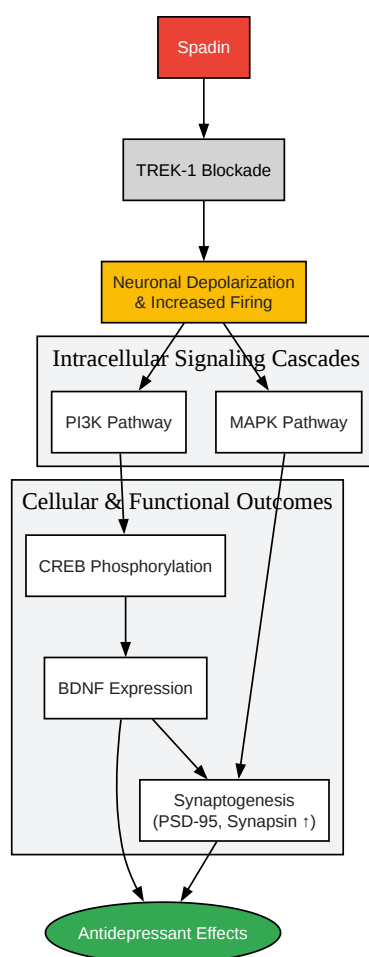 Spadin
TREK-1 Blockade
Neuronal Depolarization
& Increased Firing
Intracellular Signaling Cascades
PI3K Pathway
MAPK Pathway
Cellular & Functional Outcomes
CREB Phosphorylation
BDNF Expression
Synaptogenesis
(PSD-95, Synapsin ↑)
Antidepressant Effects